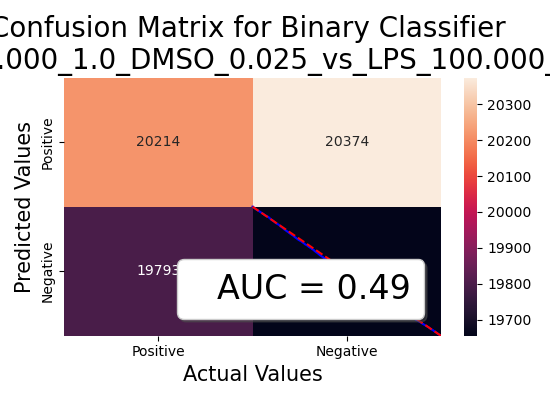 Confusion Matrix for Binary Classifier
.000_1.0_DMSO_0.025_vs_LPS_100.000_
Predicted Values
Positive
Negative
20214 20374
19793
AUC = 0.49
Positive Negative
Actual Values
20300
20200
20100
20000
19900
19800
19700